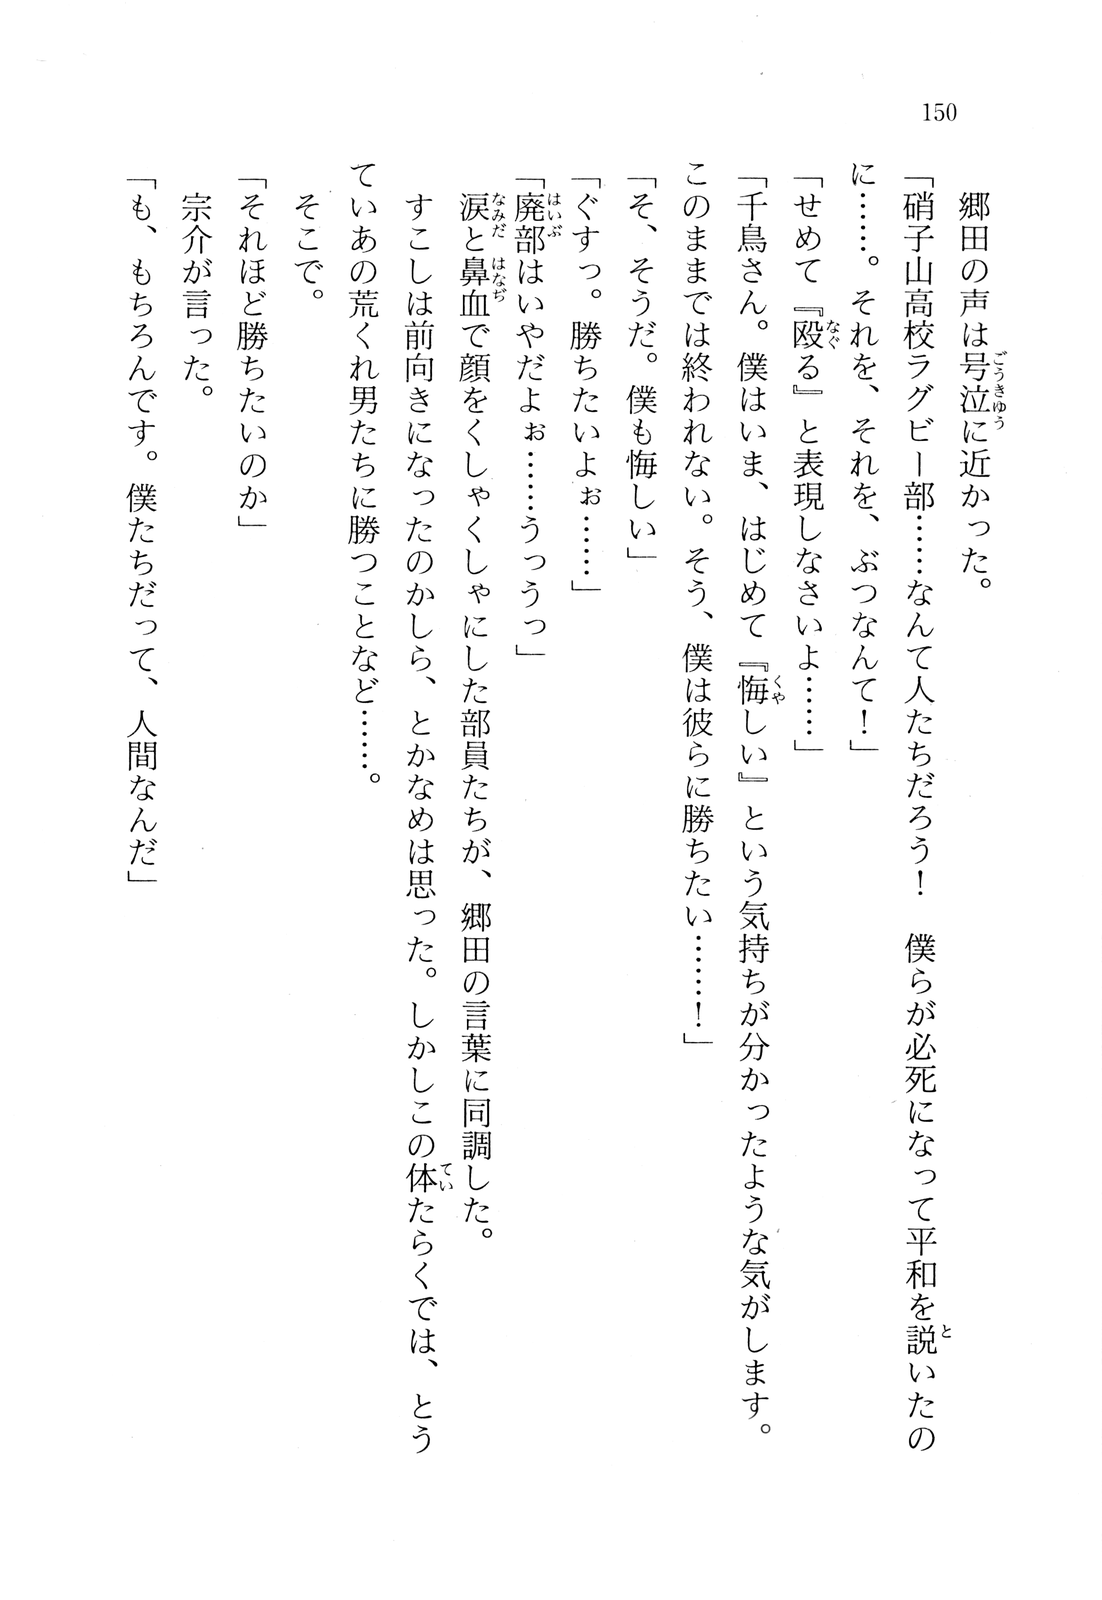 150
郷田の声は号泣に近かった。
「硝子山高校ラグビー部……なんて人たちだろう！　僕らが必死になって平和を説いたの
に……。それを、それを、ぶつなんて！」
「せめて『殴る』と表現しなさいよ……」
「千鳥さん。僕はいま、はじめて『悔しい』という気持ちが分かったような気がします。
このままでは終われない。そう、僕は彼らに勝ちたい……！」
「そ、そうだ。僕も悔しい」
「ぐすっ。勝ちたいよぉ……」
「廃部はいやだよぉ……うっうっ」
涙と鼻血で顔をくしゃくしゃにした部員たちが、郷田の言葉に同調した。
すこしは前向きになったのかしら、とかなめは思った。しかしこの体たらくでは、とう
ていあの荒くれ男たちに勝つことなど……。
そこで。
「それほど勝ちたいのか」
宗介が言った。
「も、もちろんです。僕たちだって、人間なんだ」